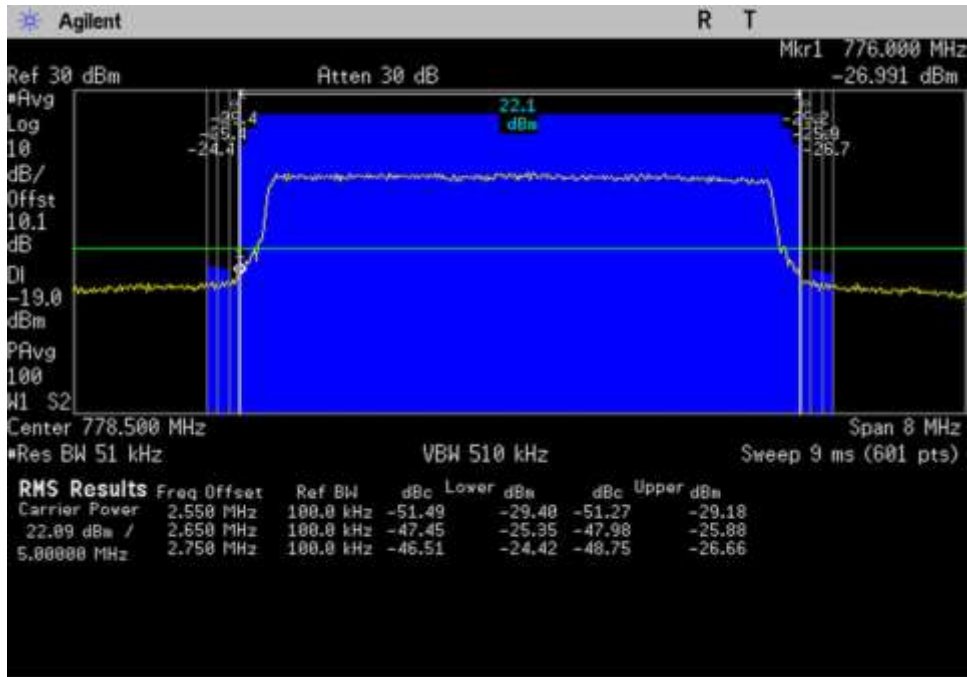 Agilent R T
Mkr1 776.000 MHz
Ref 30 dBm Atten 30 dB -26.991 dBm
#Avg
Log
10
dB/
Offst
10.1
dB
DI
-19.0
dBm
PAvg
100
W1 S2
22.1
dBm
-24.4
-26.7
Center 778.500 MHz Span 8 MHz
#Res BW 51 kHz VBW 510 kHz Sweep 9 ms (601 pts)
RMS Results Freq Offset Ref BW dBc Lower dBm dBc Upper dBm
Carrier Power 2.550 MHz 100.0 kHz -51.49 -29.40 -51.27 -29.18
22.09 dBm / 2.650 MHz 100.0 kHz -47.45 -25.35 -47.98 -25.88
5.00000 MHz 2.750 MHz 100.0 kHz -46.51 -24.42 -48.75 -26.66